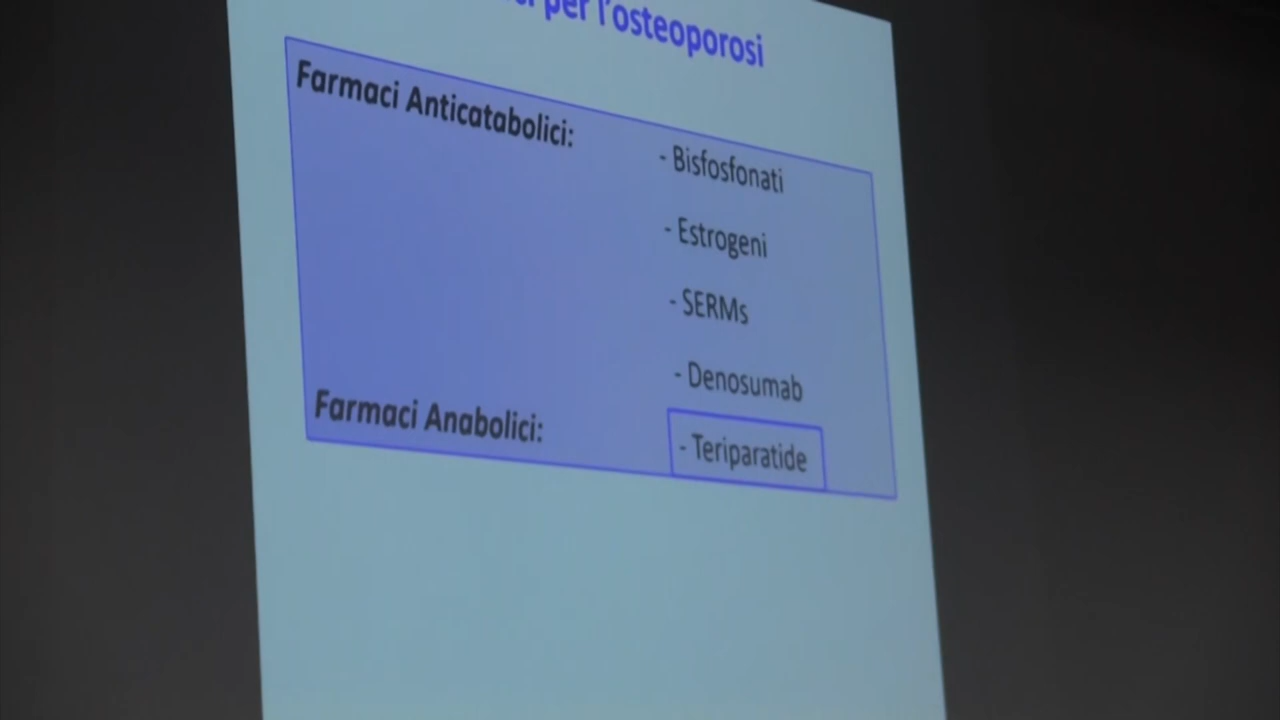 per l'osteoporosi
Farmaci Anticatabolici:
- Bisfosfonati
- Estrogeni
- SERMs
- Denosumab
Farmaci Anabolici:
- Teriparatide